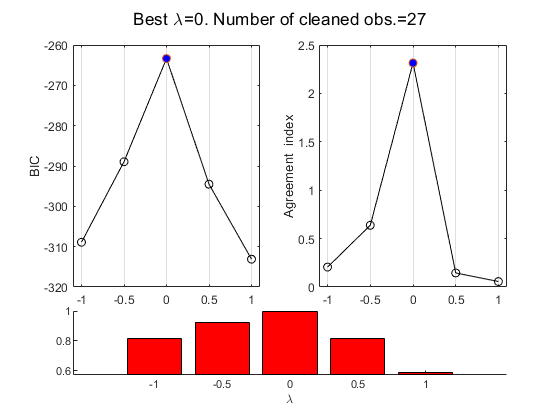 Best λ=0. Number of cleaned obs.=27
-260
-270
-280
-290
-300
-310
-320
BIC
-1 -0.5 0 0.5 1
2.5
2
1.5
1
0.5
0
Agreement index
-1 -0.5 0 0.5 1
1
0.8
0.6
-1 -0.5 0 0.5 1
λ